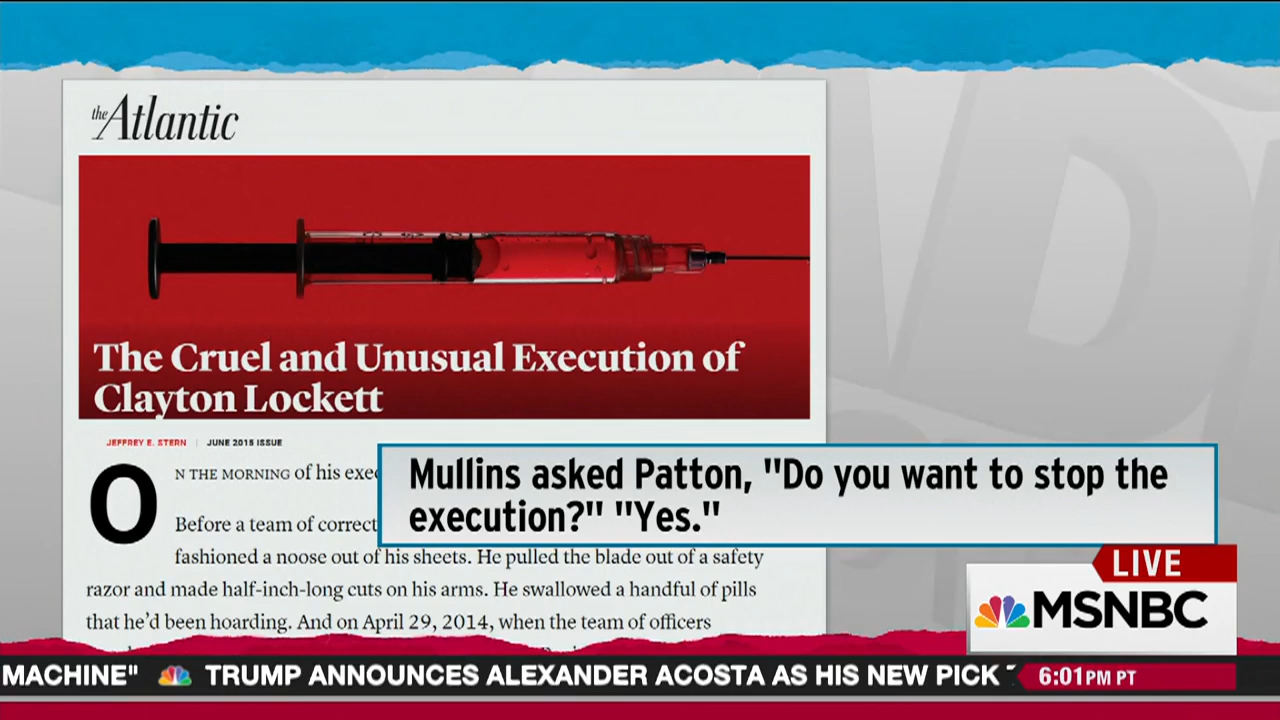 the Atlantic
The Cruel and Unusual Execution of
Clayton Lockett
JEFFREY E. STERN | JUNE 2015 ISSUE
ON THE MORNING of his exec
Before a team of correct
fashioned a noose out of his sheets. He pulled the blade out of a safety
razor and made half-inch-long cuts on his arms. He swallowed a handful of pills
that he'd been hoarding. And on April 29, 2014, when the team of officers
Mullins asked Patton, "Do you want to stop the
execution?" "Yes."
LIVE
MSNBC
MACHINE" TRUMP ANNOUNCES ALEXANDER ACOSTA AS HIS NEW PICK
6:01PM PT